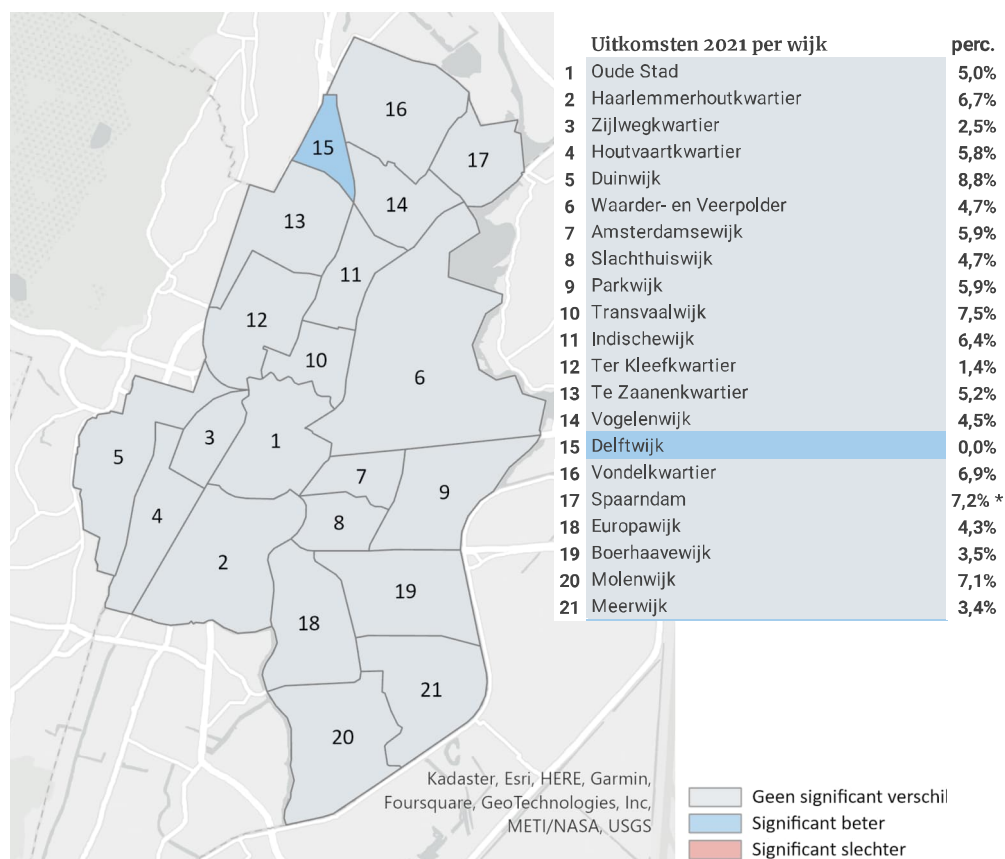 Uitkomsten 2021 per wijk perc.
1 Oude Stad 5,0%
2 Haarlemmerhoutkwartier 6,7%
3 Zijlwegkwartier 2,5%
4 Houtvaartkwartier 5,8%
5 Duinwijk 8,8%
6 Waarder- en Veerpolder 4,7%
7 Amsterdamsewijk 5,9%
8 Slachthuiswijk 4,7%
9 Parkwijk 5,9%
10 Transvaalwijk 7,5%
11 Indischewijk 6,4%
12 Ter Kleefkwartier 1,4%
13 Te Zaanenkwartier 5,2%
14 Vogelenwijk 4,5%
15 Delftwijk 0,0%
16 Vondelkwartier 6,9%
17 Spaarndam 7,2% *
18 Europawijk 4,3%
19 Boerhaavewijk 3,5%
20 Molenwijk 7,1%
21 Meerwijk 3,4%
16
15
17
14
13
11
12
10
6
3
1
5
7
9
4
8
2
19
18
21
20
Kadaster, Esri, HERE, Garmin,
Foursquare, GeoTechnologies, Inc,
METI/NASA, USGS
Geen significant verschil
Significant beter
Significant slechter